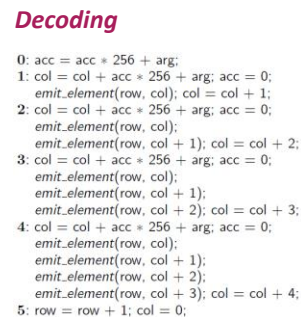 Decoding
0: acc = acc * 256 + arg;
1: col = col + acc * 256 + arg; acc = 0;
emit_element(row, col); col = col + 1;
2: col = col + acc * 256 + arg; acc = 0;
emit_element(row, col);
emit_element(row, col + 1); col = col + 2;
3: col = col + acc * 256 + arg; acc = 0;
emit_element(row, col);
emit_element(row, col + 1);
emit_element(row, col + 2); col = col + 3;
4: col = col + acc * 256 + arg; acc = 0;
emit_element(row, col);
emit_element(row, col + 1);
emit_element(row, col + 2);
emit_element(row, col + 3); col = col + 4;
5: row = row + 1; col = 0;